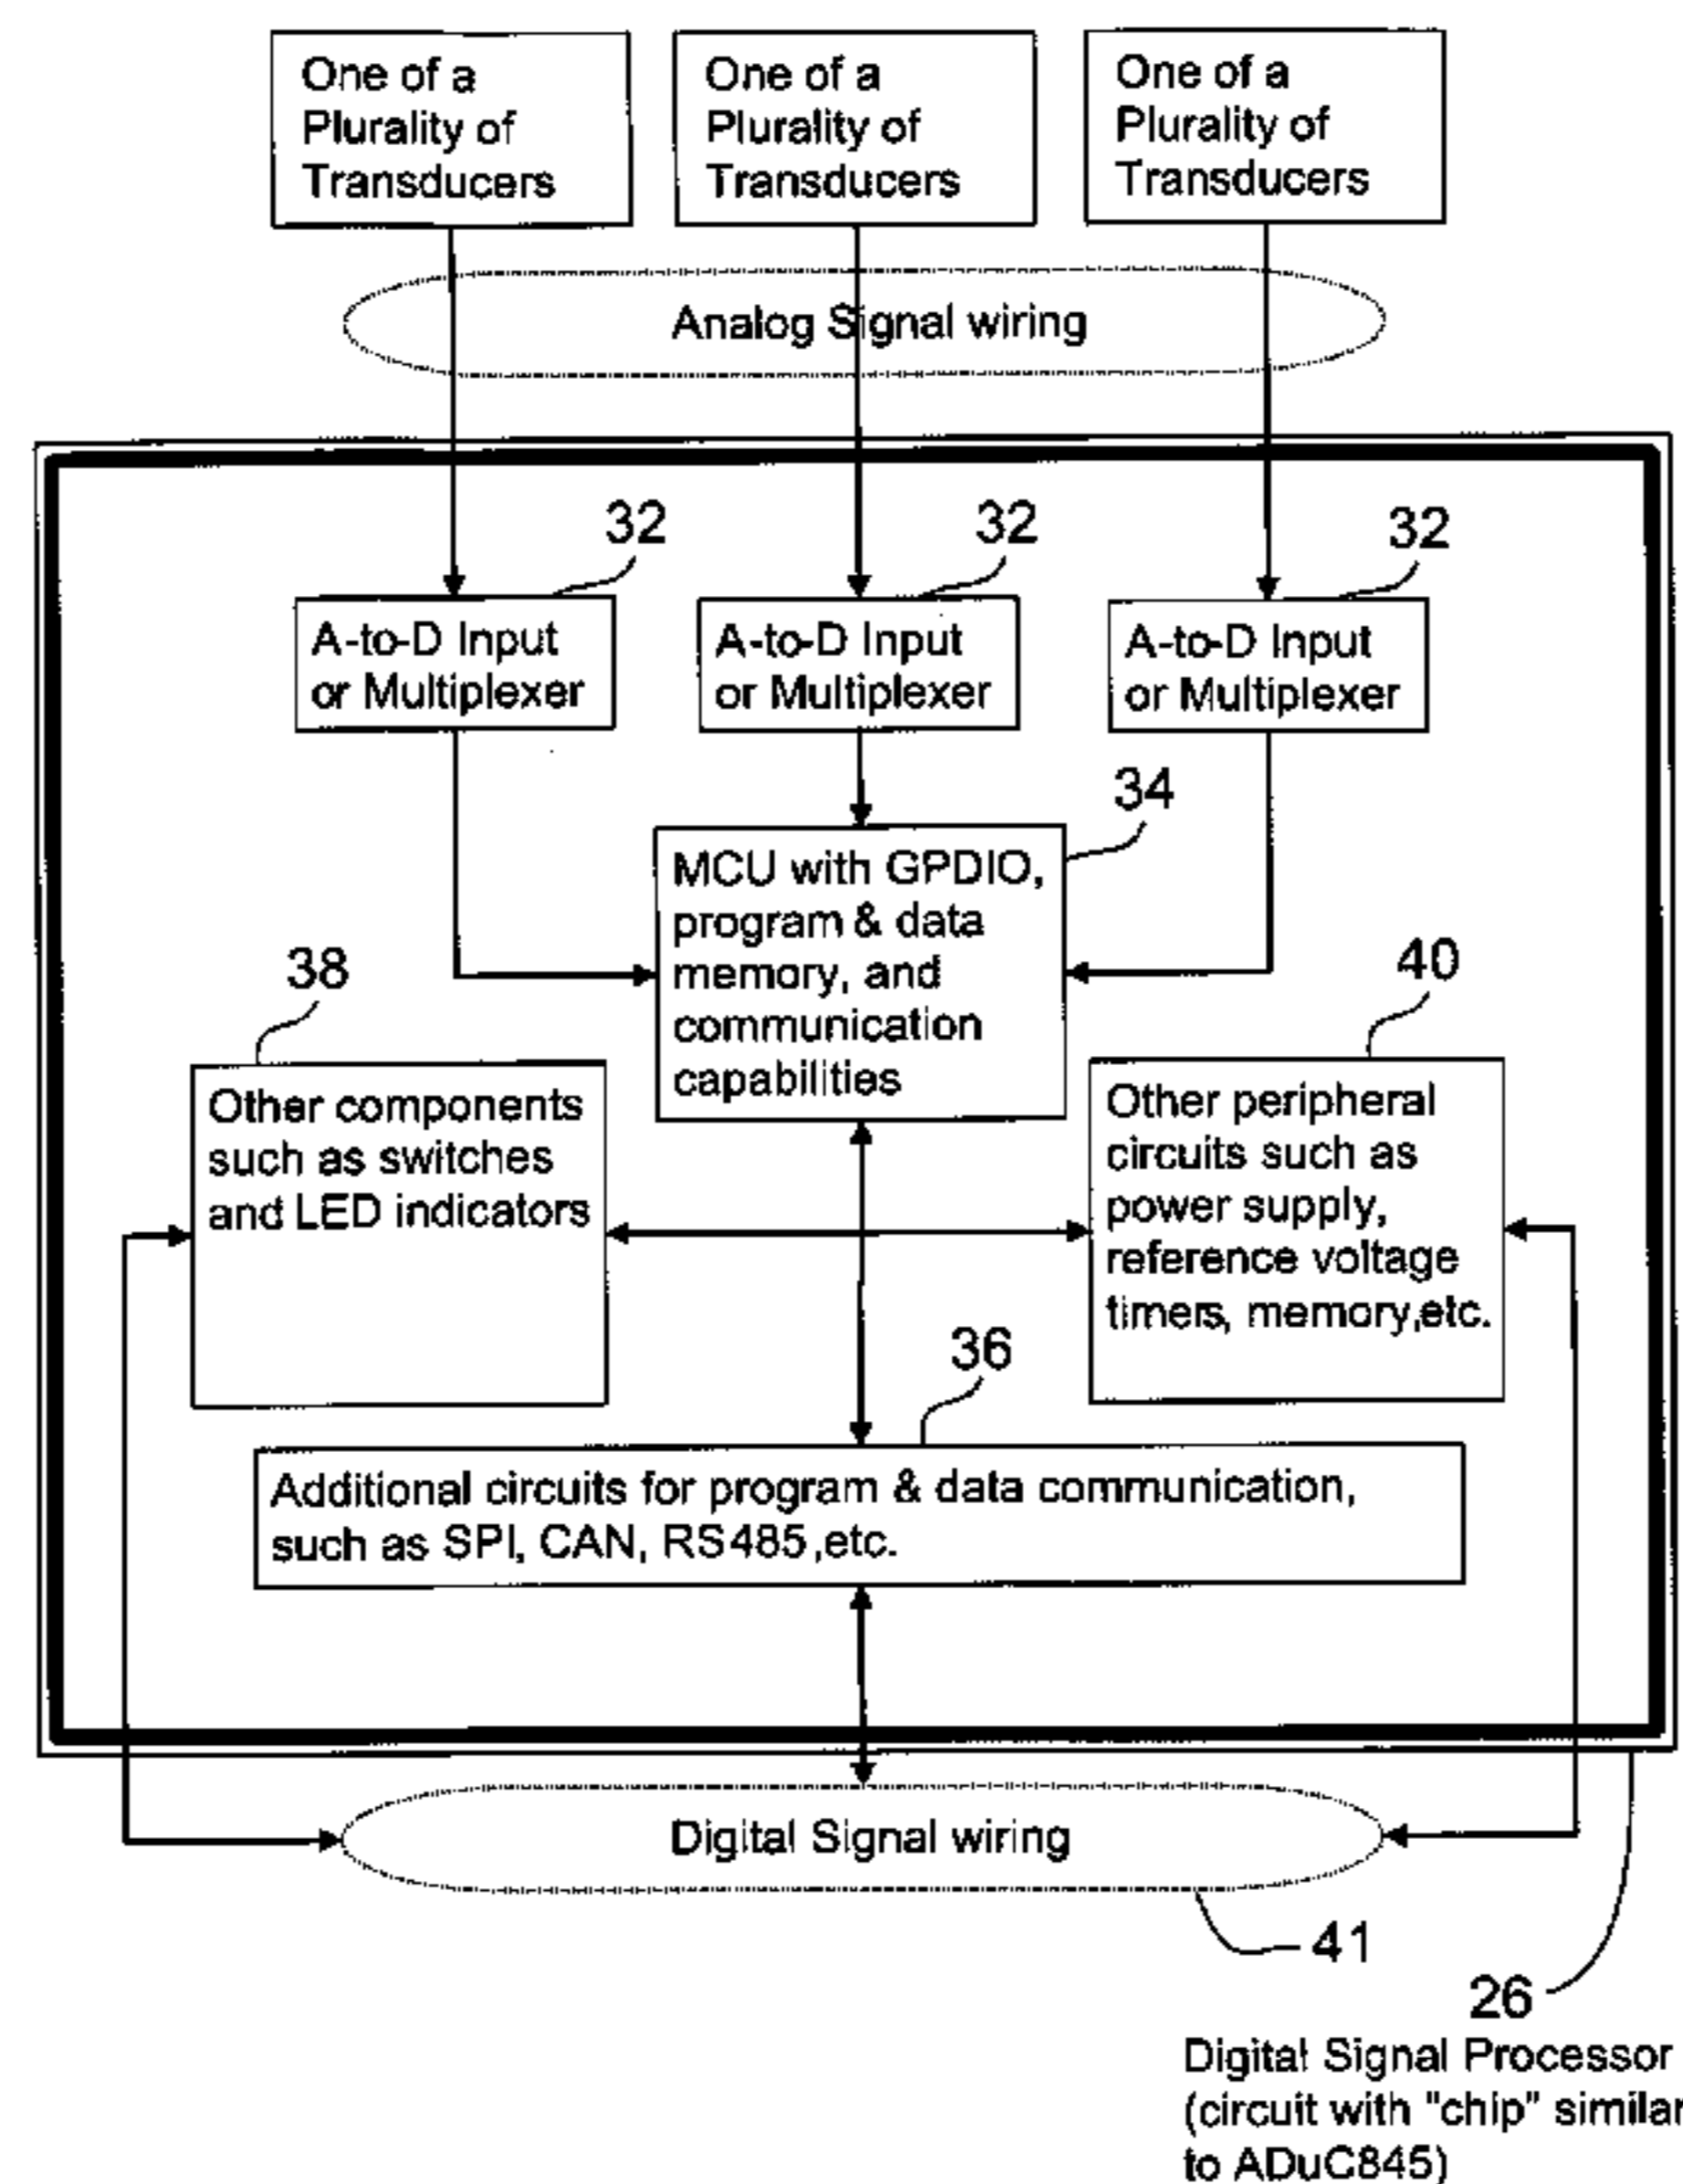 One of a
Plurality of
Transducers
One of a
Plurality of
Transducers
One of a
Plurality of
Transducers
Analog Signal wiring
32
32
32
A-to-D Input
or Multiplexer
A-to-D Input
or Multiplexer
A-to-D Input
or Multiplexer
34
MCU with GPDIO,
program & data
memory, and
communication
capabilities
38
Other components
such as switches
and LED indicators
40
Other peripheral
circuits such as
power supply,
reference voltage
timers, memory,etc.
36
Additional circuits for program & data communication,
such as SPI, CAN, RS485,etc.
Digital Signal wiring
41
26
Digital Signal Processor
(circuit with "chip" similar
to ADuC845)